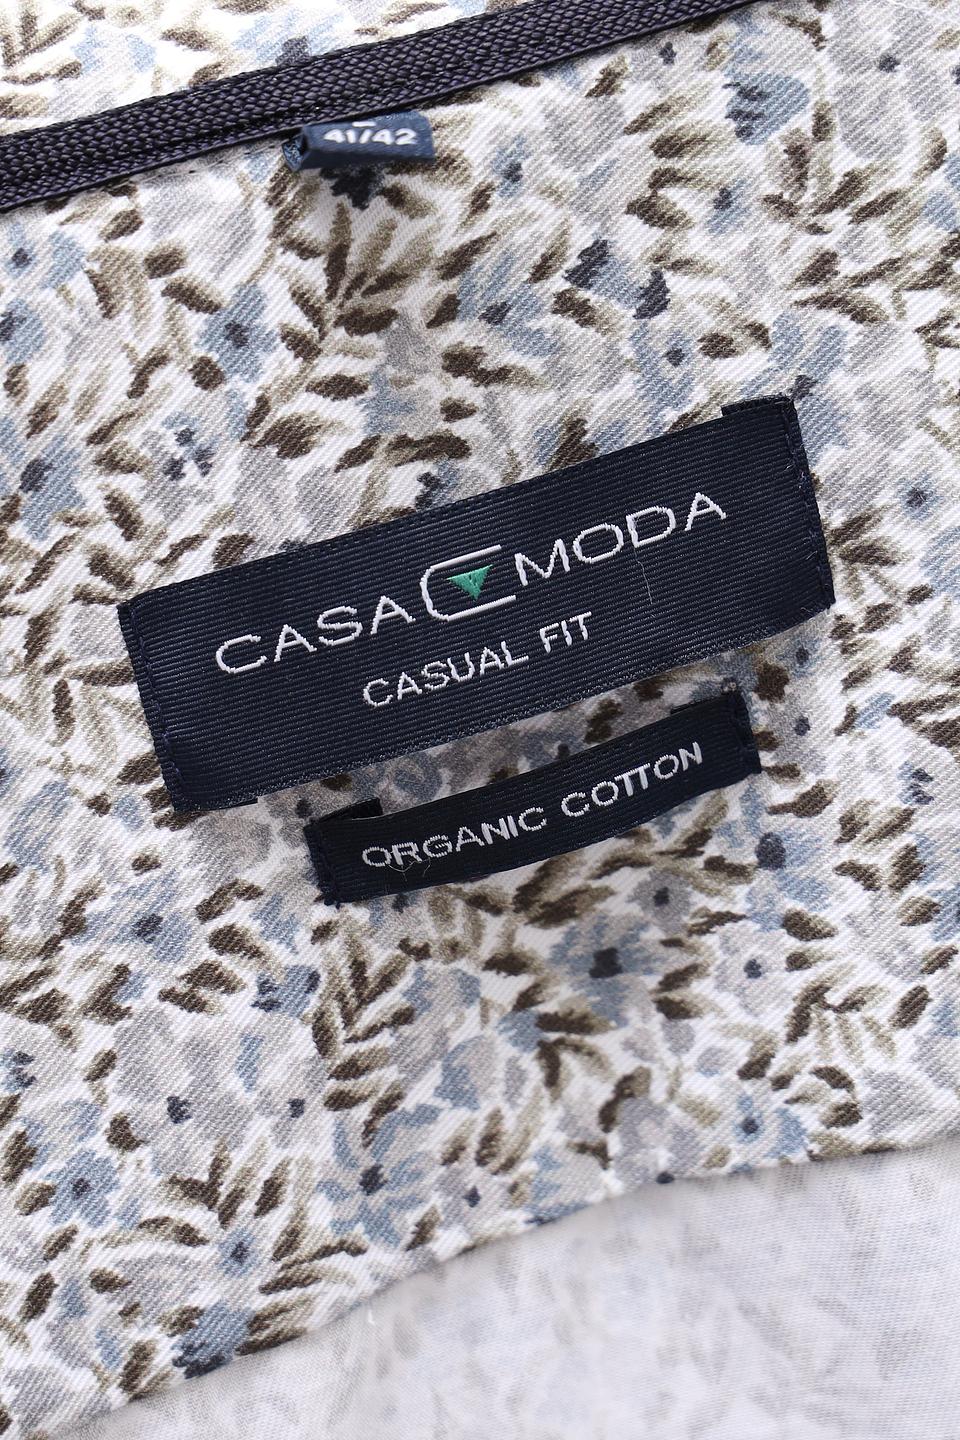 41/42
CASA MODA
CASUAL FIT
ORGANIC COTTON